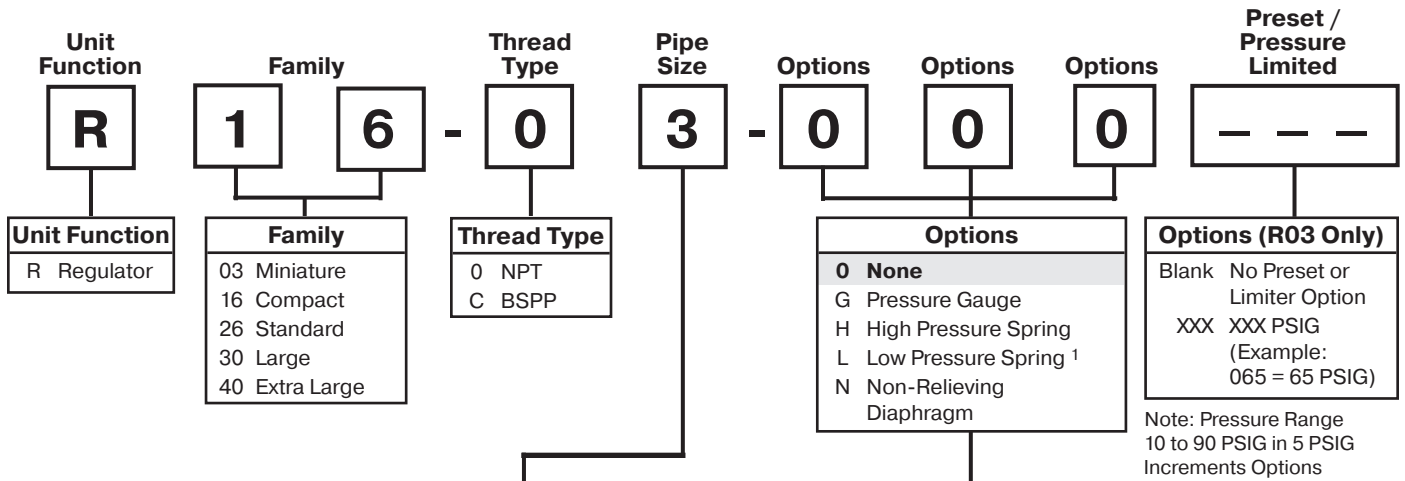 Unit Function
Family
Thread Type
Pipe Size
Options
Options
Options
Preset / Pressure Limited
R 1 6 - 0 3 - 0 0 0 _ _ _
Unit Function
R Regulator
Family
03 Miniature
16 Compact
26 Standard
30 Large
40 Extra Large
Thread Type
0 NPT
C BSPP
Options
0 None
G Pressure Gauge
H High Pressure Spring
L Low Pressure Spring 1
N Non-Relieving
Diaphragm
Options (R03 Only)
Blank No Preset or
Limiter Option
XXX XXX PSIG
(Example:
065 = 65 PSIG)
Note: Pressure Range
10 to 90 PSIG in 5 PSIG
Increments Options